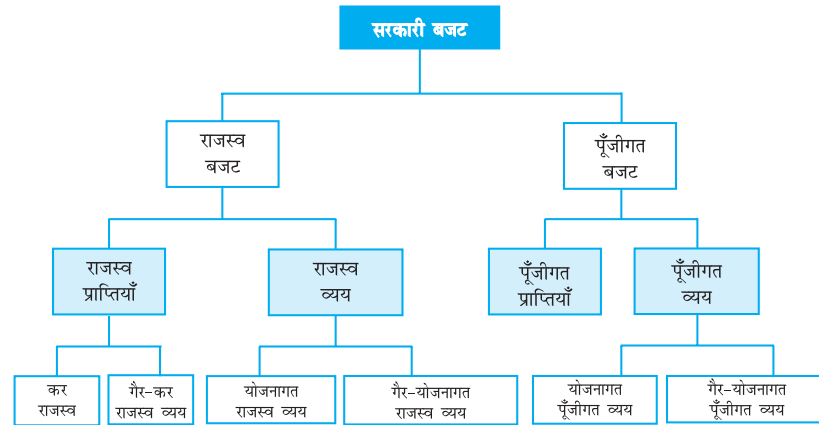 सरकारी बजट
राजस्व
बजट
पूँजीगत
बजट
राजस्व
प्राप्तियाँ
राजस्व
व्यय
पूँजीगत
प्राप्तियाँ
पूँजीगत
व्यय
कर
राजस्व
गैर-कर
राजस्व व्यय
योजनागत
राजस्व व्यय
गैर-योजनागत
राजस्व व्यय
योजनागत
पूँजीगत व्यय
गैर-योजनागत
पूँजीगत व्यय